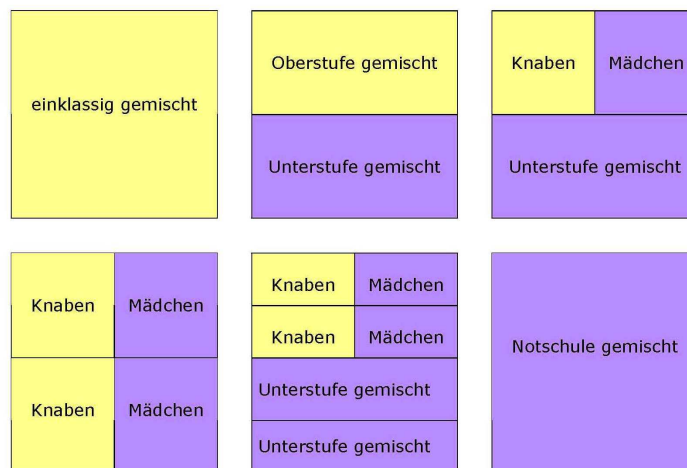 einklassig gemischt
Oberstufe gemischt
Unterstufe gemischt
Knaben Mädchen
Unterstufe gemischt
Knaben Mädchen
Knaben Mädchen
Knaben Mädchen
Knaben Mädchen
Unterstufe gemischt
Unterstufe gemischt
Notschule gemischt